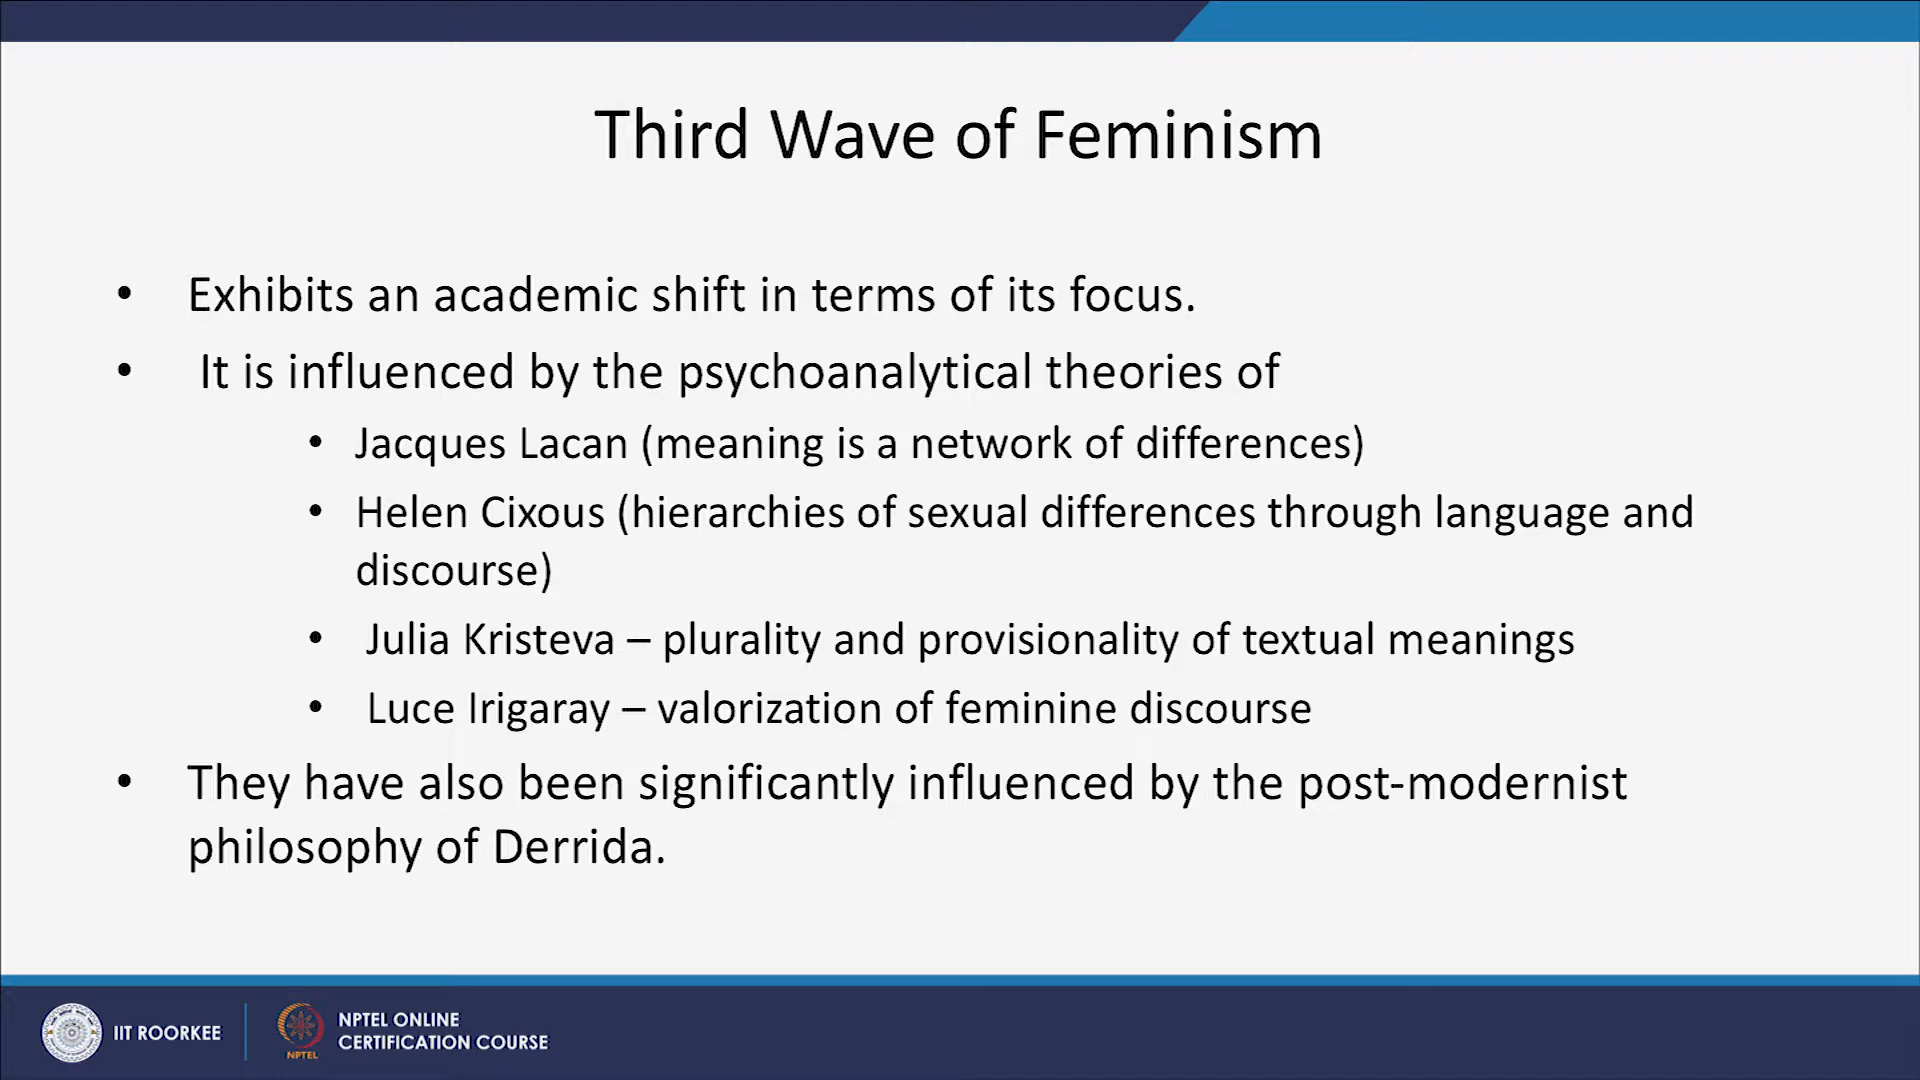 Third Wave of Feminism
• Exhibits an academic shift in terms of its focus.
• It is influenced by the psychoanalytical theories of
• Jacques Lacan (meaning is a network of differences)
• Helen Cixous (hierarchies of sexual differences through language and
discourse)
• Julia Kristeva – plurality and provisionality of textual meanings
• Luce Irigaray – valorization of feminine discourse
• They have also been significantly influenced by the post-modernist
philosophy of Derrida.
IIT ROORKEE
NPTEL
NPTEL ONLINE
CERTIFICATION COURSE